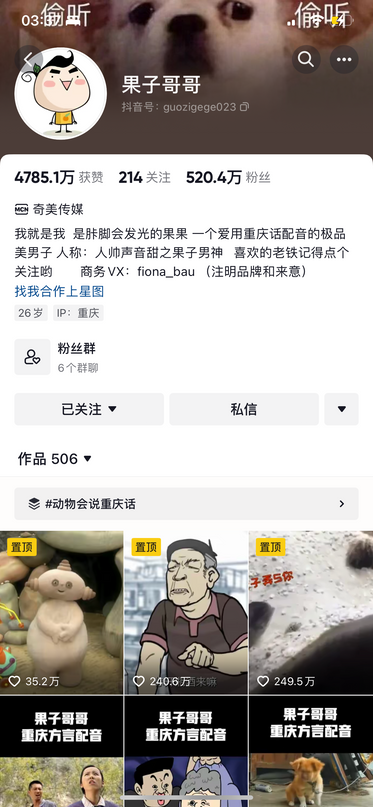 偷听
偷听
果子哥哥
抖音号：guozigege023
4785.1万 获赞 214 关注 520.4万 粉丝
MCN 奇美传媒
我就是我 是咔脚会发光的果果 一个爱用重庆话配音的极品
美男子 人称：人帅声音甜之果子男神 喜欢的老铁记得点个
关注哟 商务VX：fiona_bau （注明品牌和来意）
找我合作上星图
26岁 IP：重庆
粉丝群
6个群聊
已关注 私信
作品 506
#动物会说重庆话
置顶 置顶 置顶
35.2万 240.6万 249.5万
果子哥哥 果子哥哥 果子哥哥
重庆方言配音 重庆方言配音 重庆方言配音